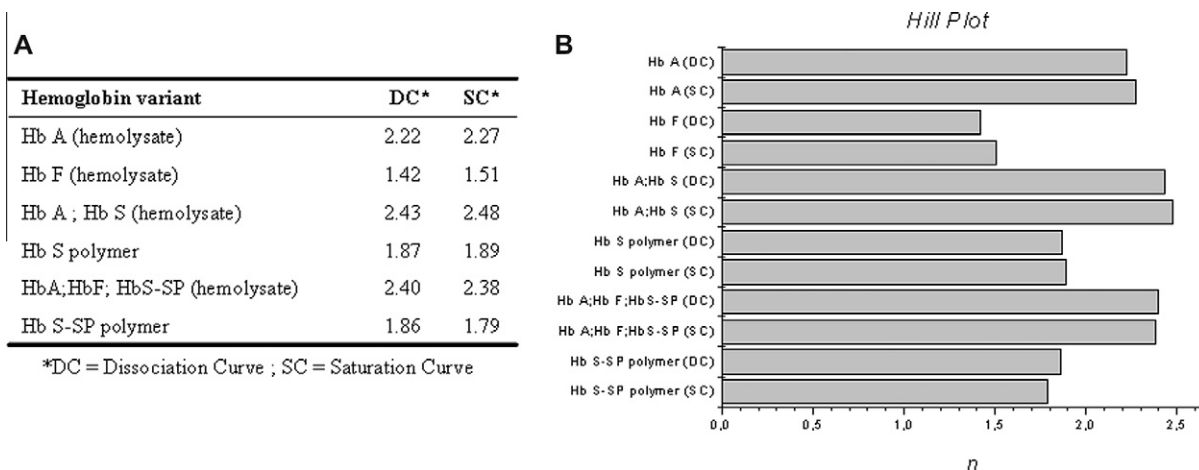 A
Hemoglobin variant DC* SC*
Hb A (hemolysate) 2.22 2.27
Hb F (hemolysate) 1.42 1.51
Hb A ; Hb S (hemolysate) 2.43 2.48
Hb S polymer 1.87 1.89
HbA;HbF; HbS-SP (hemolysate) 2.40 2.38
Hb S-SP polymer 1.86 1.79
*DC = Dissociation Curve ; SC = Saturation Curve
B
Hill Plot
Hb A (DC)
Hb A (SC)
Hb F (DC)
Hb F (SC)
Hb A;Hb S (DC)
Hb A;Hb S (SC)
Hb S polymer (DC)
Hb S polymer (SC)
Hb A;Hb F;HbS-SP (DC)
Hb A;Hb F;HbS-SP (SC)
Hb S-SP polymer (DC)
Hb S-SP polymer (SC)
0,0 0,5 1,0 1,5 2,0 2,5
n